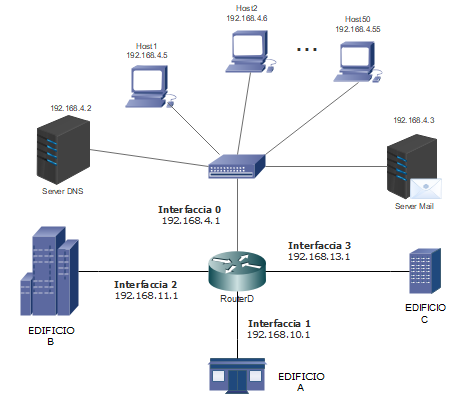 Host2
192.168.4.6
Host1
192.168.4.5
...
Host50
192.168.4.55
192.168.4.2
192.168.4.3
Server DNS
Server Mail
Interfaccia 0
192.168.4.1
Interfaccia 3
192.168.13.1
Interfaccia 2
192.168.11.1
RouterD
EDIFICIO
B
EDIFICIO
C
Interfaccia 1
192.168.10.1
EDIFICIO
A